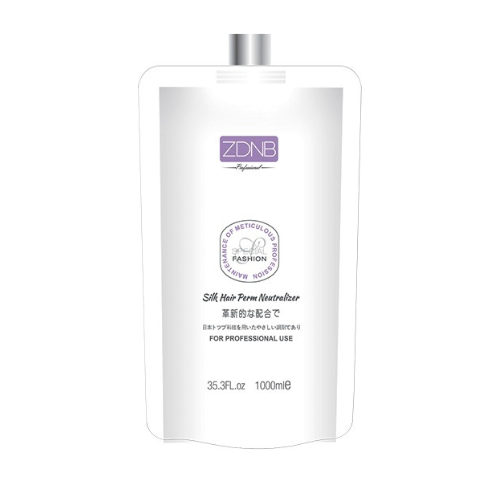 ZDNB
Professional
MAINTENANCE OF METICULOUS PROFESSION
SPECIAL
FASHION
Silk Hair Perm Neutralizer
革新的な配合で
FOR PROFESSIONAL USE
35.3FL.oz 1000ml℮